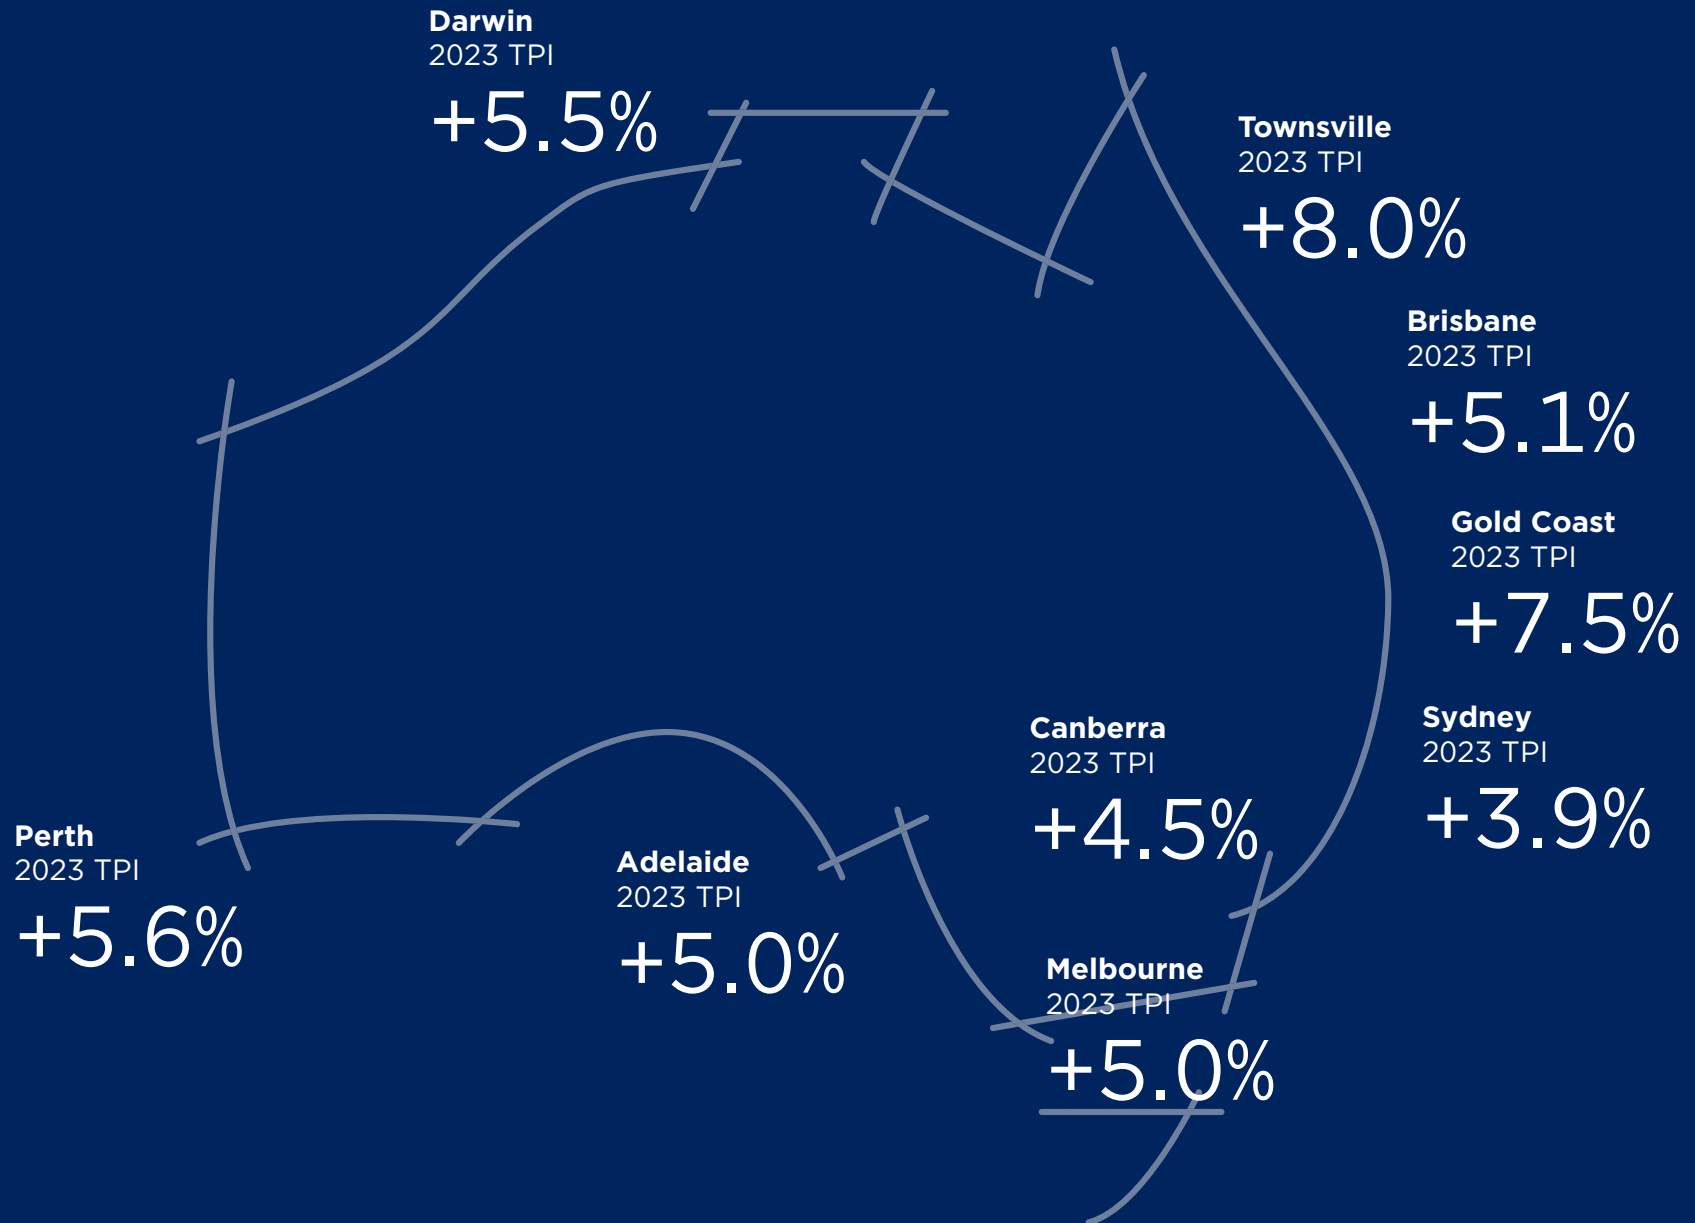 Darwin
2023 TPI
+5.5%
Townsville
2023 TPI
+8.0%
Brisbane
2023 TPI
+5.1%
Gold Coast
2023 TPI
+7.5%
Sydney
2023 TPI
+3.9%
Canberra
2023 TPI
+4.5%
Perth
2023 TPI
+5.6%
Adelaide
2023 TPI
+5.0%
Melbourne
2023 TPI
+5.0%